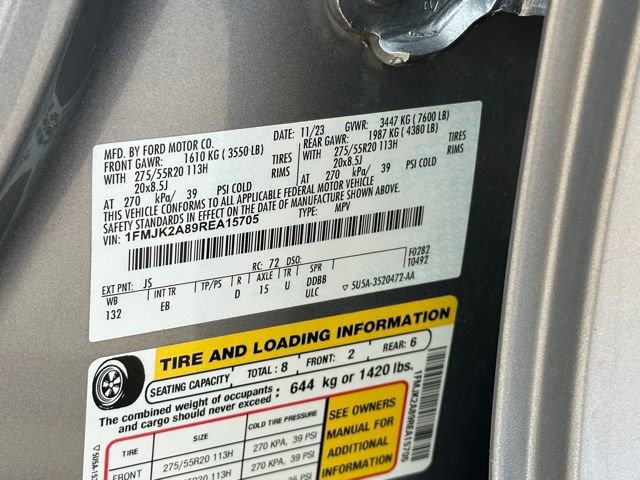 MFD. BY FORD MOTOR CO.
DATE: 11/23 GVWR: 3447 KG ( 7600 LB)
FRONT GAWR: 1610 KG ( 3550 LB) REAR GAWR: 1987 KG ( 4380 LB)
WITH 275/55R20 113H TIRES WITH 275/55R20 113H TIRES
20x8.5J RIMS 20x8.5J RIMS
AT 270 kPa/ 39 PSI COLD AT 270 kPa/ 39 PSI COLD
THIS VEHICLE CONFORMS TO ALL APPLICABLE FEDERAL MOTOR VEHICLE
SAFETY STANDARDS IN EFFECT ON THE DATE OF MANUFACTURE SHOWN ABOVE.
VIN: 1FMJK2A89REA15705 TYPE: MPV
EXT PNT: JS RC: 72 DSO: F0282
WB INT TR TP/PS R AXLE TR SPR T0492
132 EB D 15 U DDBB
ULC ▽ 5U5A-3520472-AA
TIRE AND LOADING INFORMATION
SEATING CAPACITY TOTAL : 8 FRONT: 2 REAR: 6
The combined weight of occupants
and cargo should never exceed : 644 kg or 1420 lbs.
TIRE SIZE COLD TIRE PRESSURE
FRONT 275/55R20 113H 270 KPA, 39 PSI
275/55R20 113H 270 KPA, 39 PSI
SEE OWNERS
MANUAL FOR
ADDITIONAL
INFORMATION
1FMJK2A89REA15705